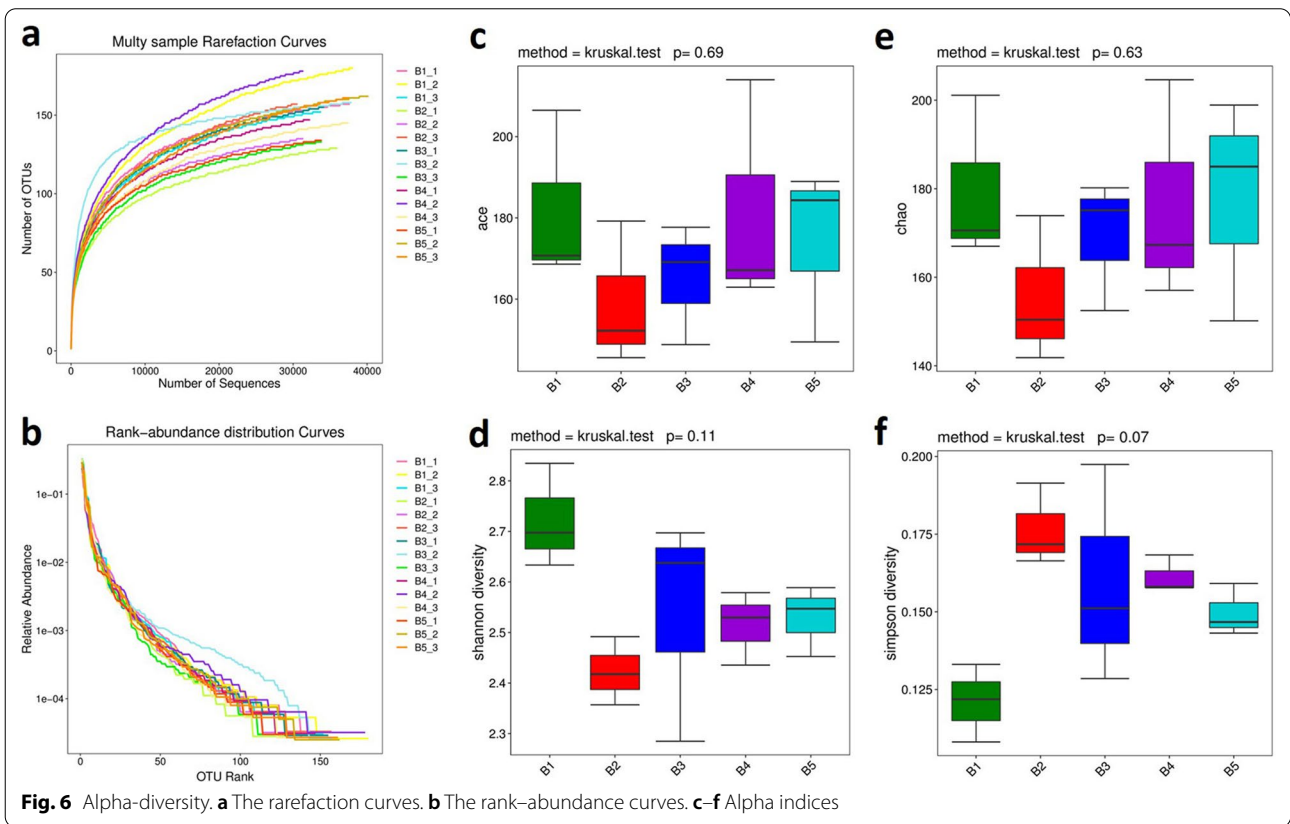 a
Multy sample Rarefaction Curves
Number of OTUs
150
100
50
0
0 10000 20000 30000 40000
Number of Sequences
B1_1
B1_2
B1_3
B2_1
B2_2
B2_3
B3_1
B3_2
B3_3
B4_1
B4_2
B4_3
B5_1
B5_2
B5_3
b
Rank−abundance distribution Curves
Relative Abundance
1e−01
1e−02
1e−03
1e−04
0 50 100 150
OTU Rank
B1_1
B1_2
B1_3
B2_1
B2_2
B2_3
B3_1
B3_2
B3_3
B4_1
B4_2
B4_3
B5_1
B5_2
B5_3
c
method = kruskal.test p= 0.69
ace
200
180
160
B1 B2 B3 B4 B5
d
method = kruskal.test p= 0.11
shannon diversity
2.8
2.7
2.6
2.5
2.4
2.3
B1 B2 B3 B4 B5
e
method = kruskal.test p= 0.63
chao
200
180
160
140
B1 B2 B3 B4 B5
f
method = kruskal.test p= 0.07
simpson diversity
0.200
0.175
0.150
0.125
B1 B2 B3 B4 B5
Fig. 6 Alpha-diversity. a The rarefaction curves. b The rank–abundance curves. c–f Alpha indices